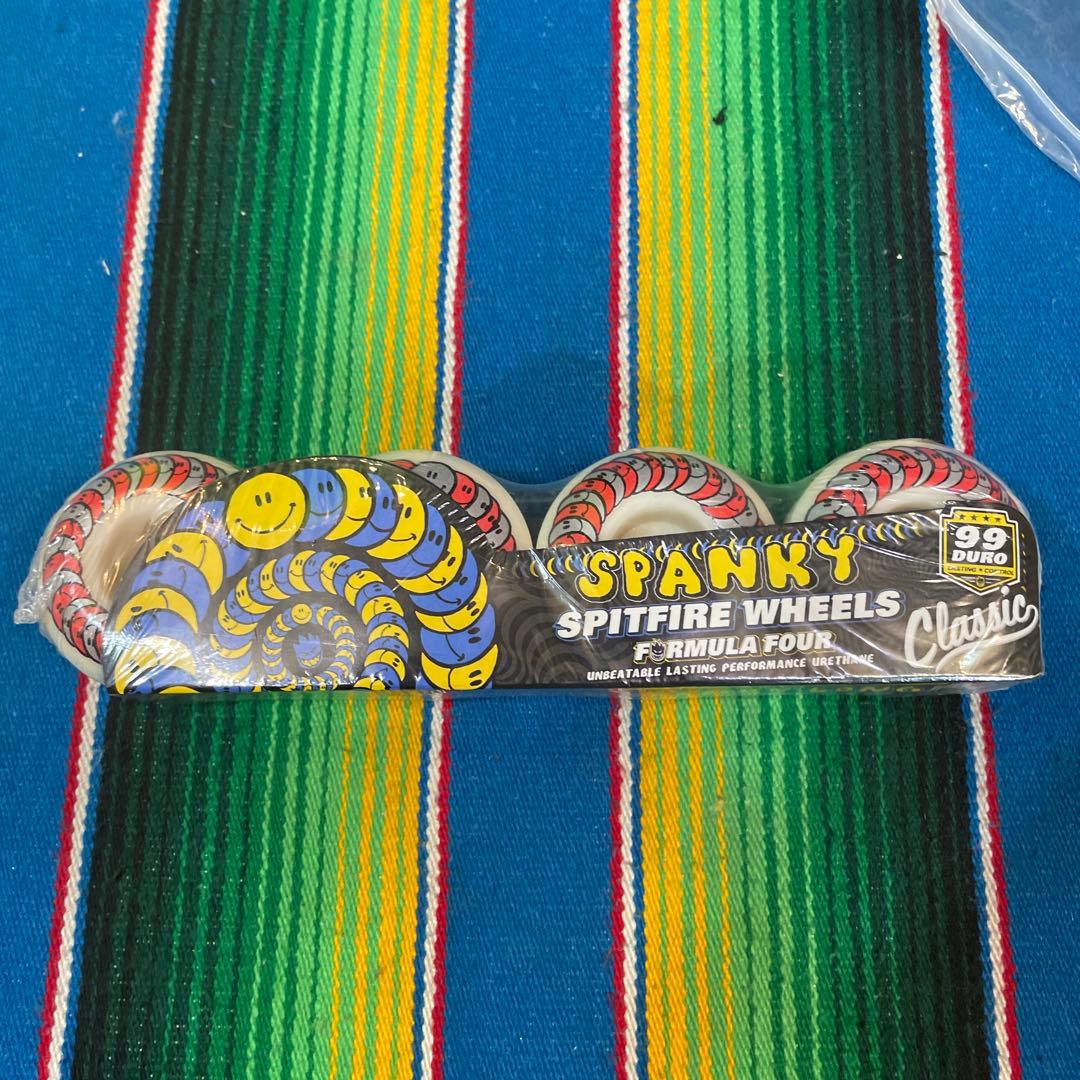 SPANKY
SPITFIRE WHEELS
FORMULA FOUR
UNBEATABLE LASTING PERFORMANCE URETHANE
99
DURO
LASTING • CONTROL
Classic